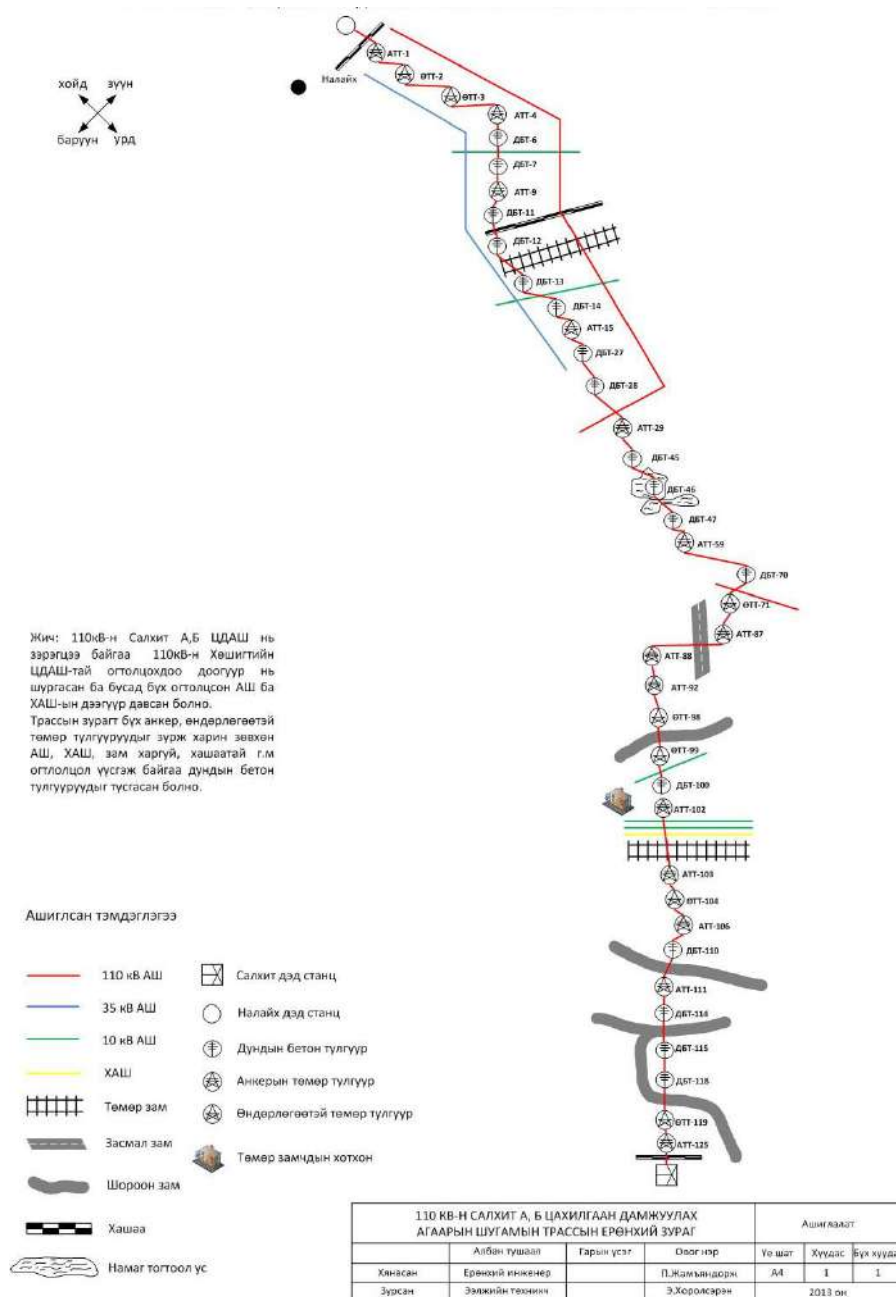 АТТ-1
ӨТТ-2
Налайх
ӨТТ-3
хойд зүүн
баруун урд
АТТ-4
ДБТ-6
ДБТ-7
АТТ-9
ДБТ-11
ДБТ-12
ДБТ-13
ДБТ-14
АТТ-15
ДБТ-27
ДБТ-28
АТТ-29
ДБТ-45
ДБТ-46
ДБТ-47
АТТ-59
ДБТ-70
ӨТТ-71
АТТ-87
АТТ-88
АТТ-92
ӨТТ-98
ӨТТ-99
ДБТ-100
АТТ-102
АТТ-103
ӨТТ-104
АТТ-106
ДБТ-110
АТТ-111
ДБТ-114
ДБТ-115
ДБТ-118
ӨТТ-119
АТТ-125
Жич: 110кВ-н Салхит А,Б ЦДАШ нь
зэрэгцээ байгаа 110кВ-н Хөшигтийн
ЦДАШ-тай огтолцохдоо доогуур нь
шургасан ба бусад бүх огтолцсон АШ ба
ХАШ-ын дээгүүр давсан болно.
Трассын зурагт бүх анкер, өндөрлөгөөтэй
төмөр тулгууруудыг зурж харин зөвхөн
АШ, ХАШ, зам харгуй, хашаатай г.м
огтлолцол үүсгэж байгаа дундын бетон
тулгууруудыг тусгасан болно.
Ашиглсан тэмдэглэгээ
110 кВ АШ
35 кВ АШ
10 кВ АШ
ХАШ
Төмөр зам
Засмал зам
Шороон зам
Хашаа
Намаг тогтоол ус
Салхит дэд станц
Налайх дэд станц
Дундын бетон тулгуур
Анкерын төмөр тулгуур
Өндөрлөгөөтэй төмөр тулгуур
Төмөр замчдын хотхон
110 КВ-Н САЛХИТ А, Б ЦАХИЛГААН ДАМЖУУЛАХ
АГААРЫН ШУГАМЫН ТРАССЫН ЕРӨНХИЙ ЗУРАГ
Ашиглалат
Албан тушаал Гарын үсэг Овог нэр Үе шат Хуудас Бүх хууда
Хянасан Ерөнхий инженер П.Жамъяндорж А4 1 1
Зурсан Ээлжийн техникч Э.Хоролсүрэн 2013 он